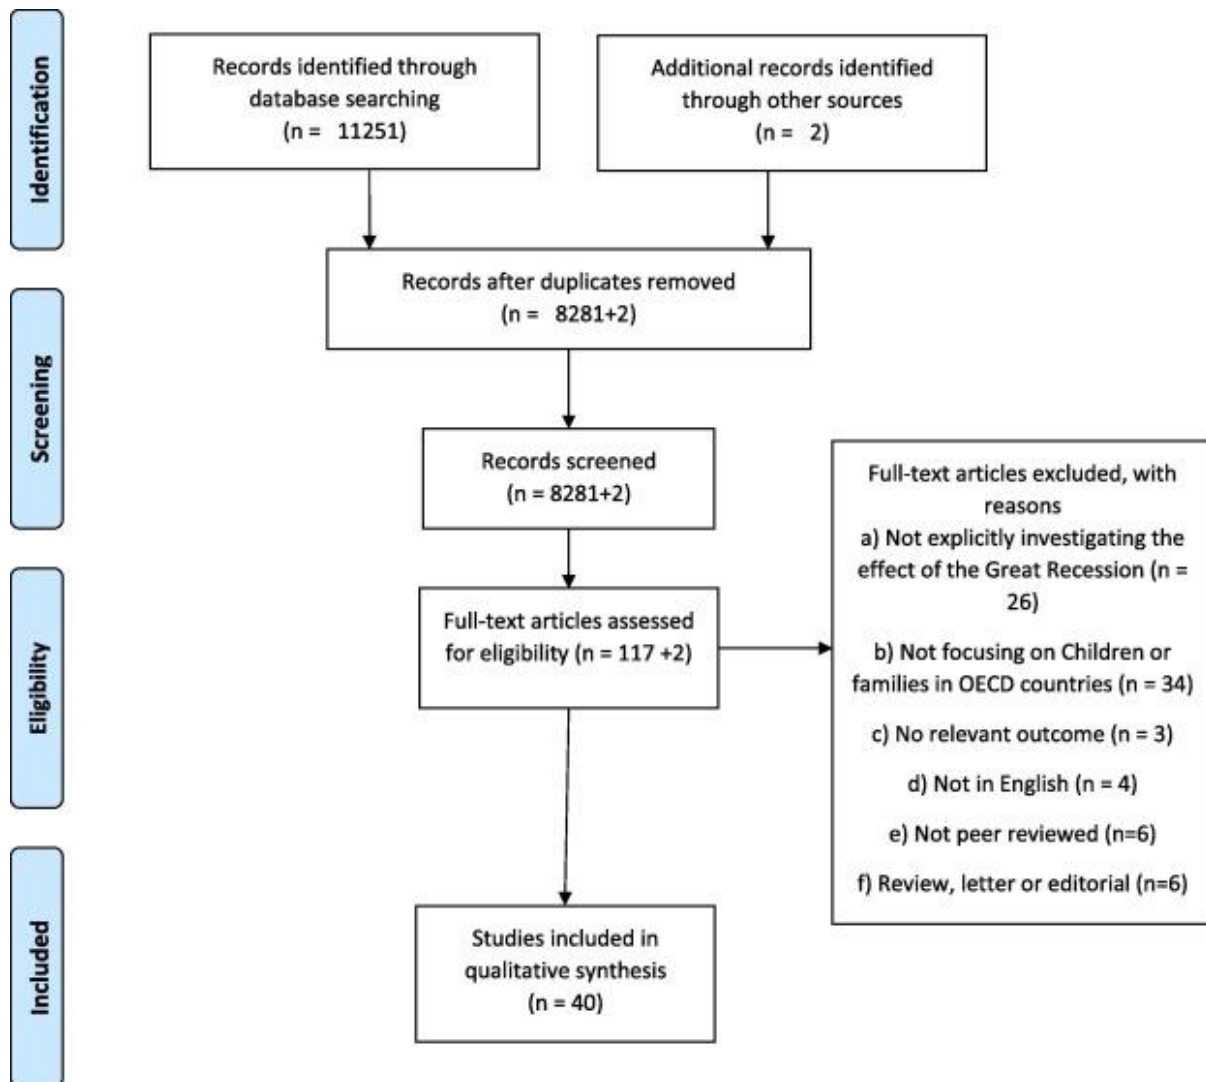 Identification
Records identified through
database searching
(n = 11251)
Additional records identified
through other sources
(n = 2)
Records after duplicates removed
(n = 8281+2)
Screening
Records screened
(n = 8281+2)
Full-text articles excluded, with
reasons
a) Not explicitly investigating the
effect of the Great Recession (n =
26)
b) Not focusing on Children or
families in OECD countries (n = 34)
c) No relevant outcome (n = 3)
d) Not in English (n = 4)
e) Not peer reviewed (n=6)
f) Review, letter or editorial (n=6)
Eligibility
Full-text articles assessed
for eligibility (n = 117 +2)
Included
Studies included in
qualitative synthesis
(n = 40)